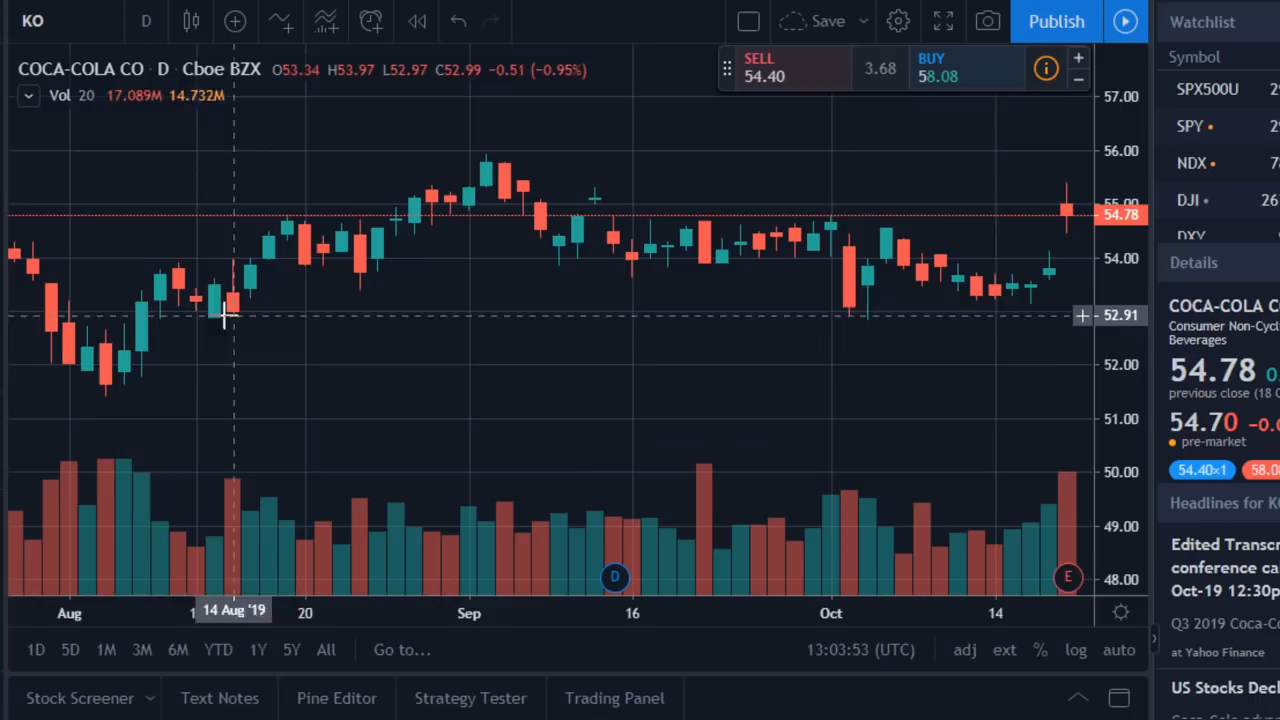 KO D Save Publish
COCA-COLA CO · D · Cboe BZX O53.34 H53.97 L52.97 C52.99 -0.51 (-0.95%)
Vol 20 17.089M 14.732M
SELL
54.40
3.68
BUY
58.08
57.00
56.00
55.00
54.78
54.00
52.91
52.00
51.00
50.00
49.00
48.00
D
E
Aug 14 Aug '19 20 Sep 16 Oct 14
1D 5D 1M 3M 6M YTD 1Y 5Y All Go to... 13:03:53 (UTC) adj ext % log auto
Stock Screener Text Notes Pine Editor Strategy Tester Trading Panel
Watchlist
Symbol
SPX500U
SPY
NDX
DJI 26
DXY
Details
COCA-COLA C
Consumer Non-Cycl
Beverages
54.78
previous close (18 O
54.70 -0.0
pre-market
54.40×1 58.08
Headlines for KO
Edited Transcr
conference ca
Oct-19 12:30p
Q3 2019 Coca-Co
at Yahoo Finance
US Stocks Decl